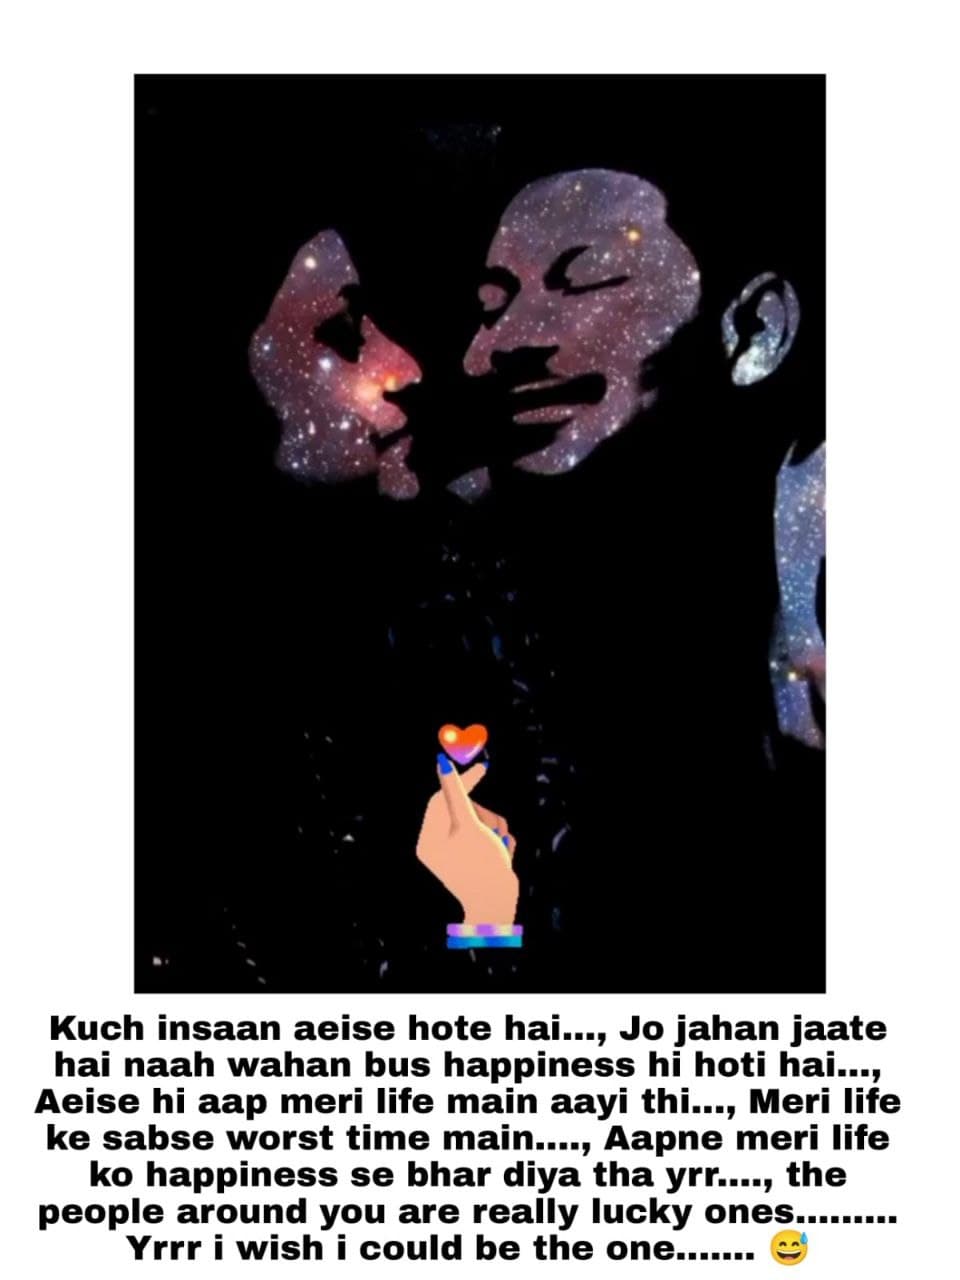 Kuch insaan aeise hote hai..., Jo jahan jaate
hai naah wahan bus happiness hi hoti hai...,
Aeise hi aap meri life main aayi thi..., Meri life
ke sabse worst time main...., Aapne meri life
ko happiness se bhar diya tha yrr...., the
people around you are really lucky ones.........
Yrrr i wish i could be the one....... 😅